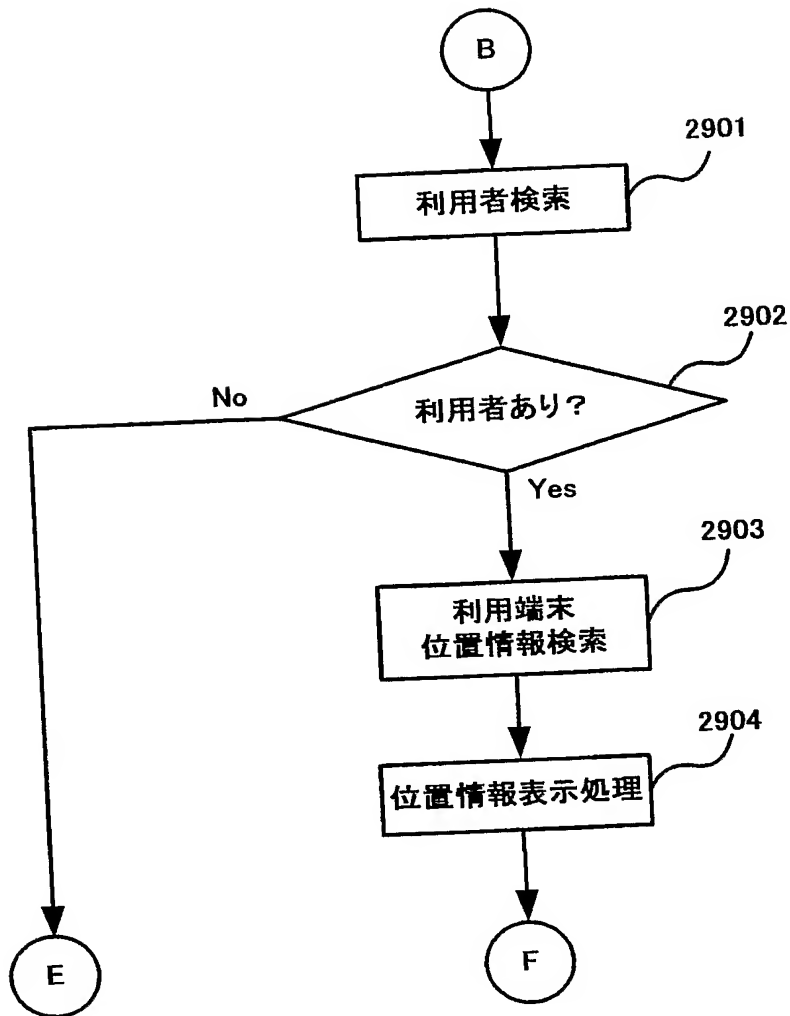 B
2901
利用者検索
2902
No
利用者あり?
Yes
2903
利用端末
位置情報検索
2904
位置情報表示処理
E
F